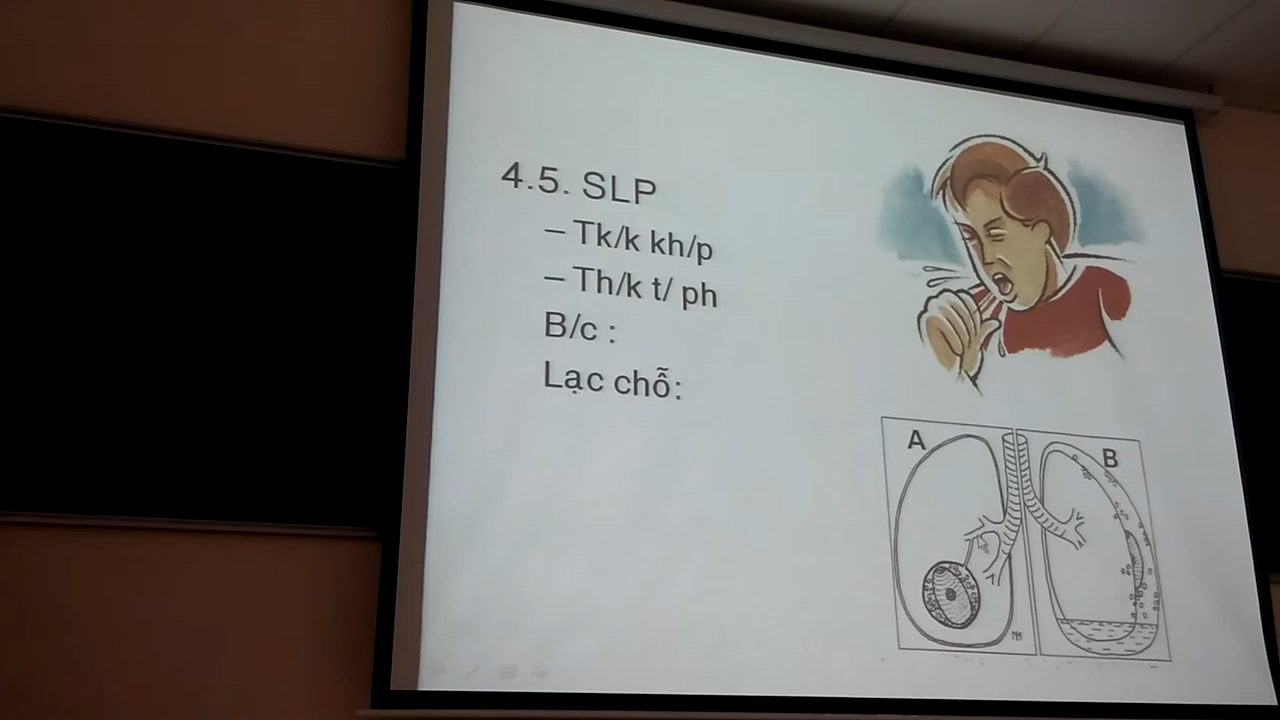 4.5. SLP
– Tk/k kh/p
– Th/k t/ ph
B/c :
Lạc chỗ:
A
B